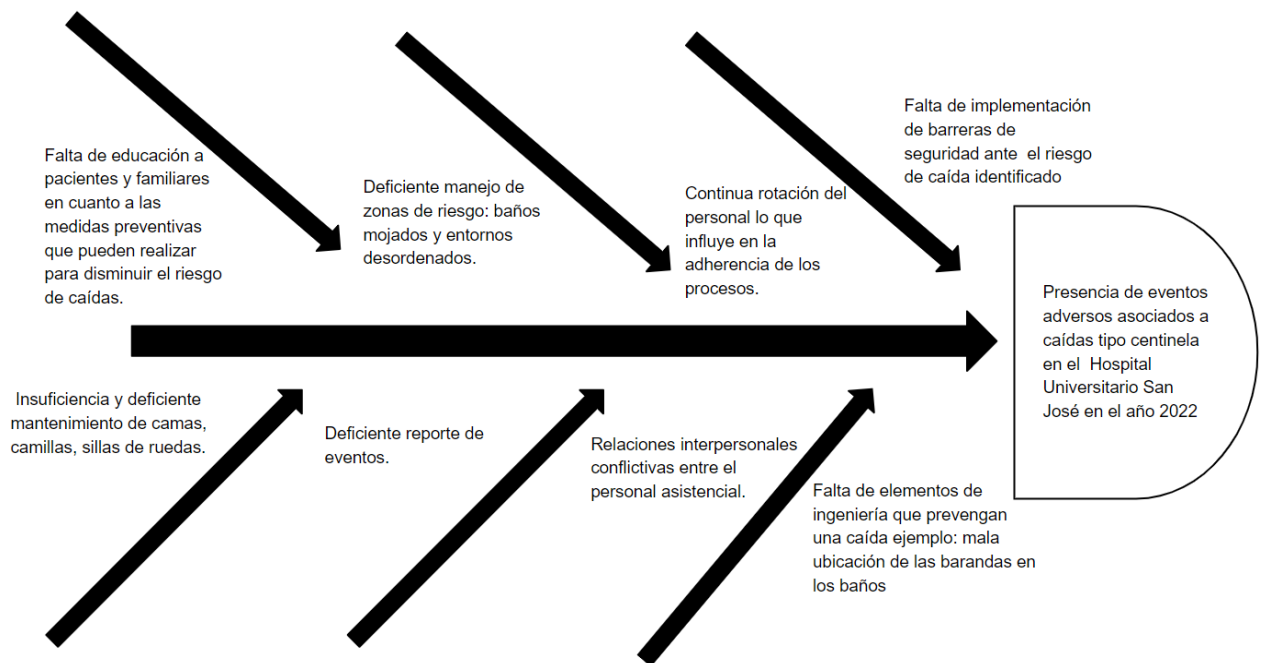 Falta de educación a
pacientes y familiares
en cuanto a las
medidas preventivas
que pueden realizar
para disminuir el riesgo
de caídas.
Deficiente manejo de
zonas de riesgo: baños
mojados y entornos
desordenados.
Continua rotación del
personal lo que
influye en la
adherencia de los
procesos.
Falta de implementación
de barreras de
seguridad ante el riesgo
de caída identificado
Presencia de eventos
adversos asociados a
caídas tipo centinela
en el Hospital
Universitario San
José en el año 2022
Insuficiencia y deficiente
mantenimiento de camas,
camillas, sillas de ruedas.
Deficiente reporte de
eventos.
Relaciones interpersonales
conflictivas entre el
personal asistencial.
Falta de elementos de
ingeniería que prevengan
una caída ejemplo: mala
ubicación de las barandas en
los baños